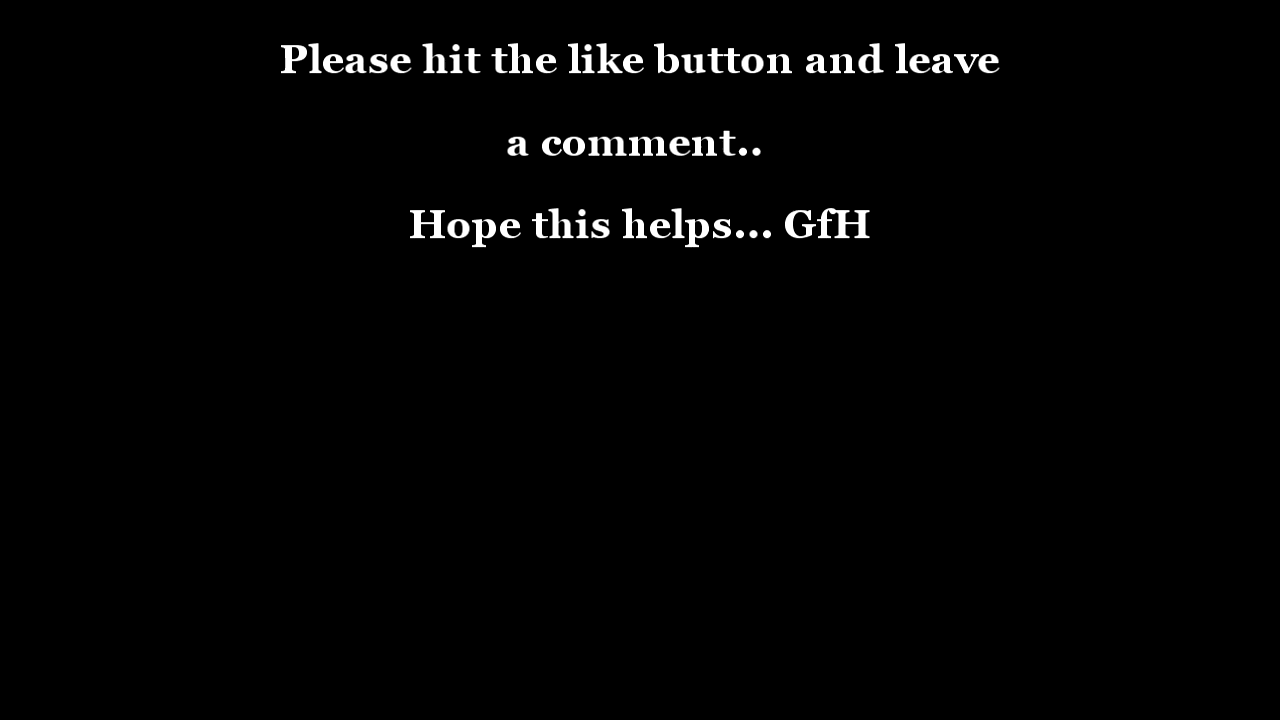 Please hit the like button and leave
a comment..
Hope this helps... GfH